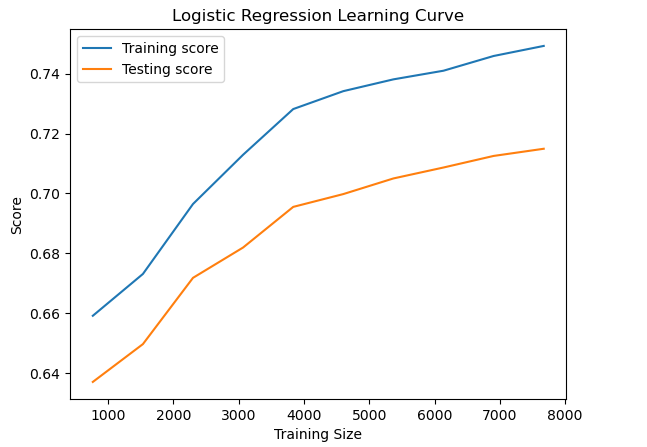 Logistic Regression Learning Curve
Training score
Testing score
0.74
0.72
0.70
0.68
0.66
0.64
Score
1000 2000 3000 4000 5000 6000 7000 8000
Training Size